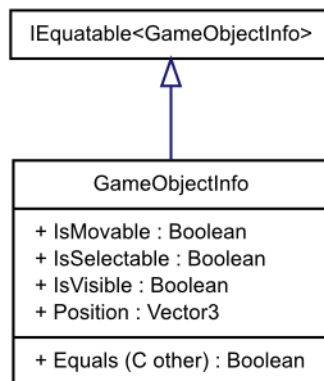 IEquatable<GameObjectInfo>
GameObjectInfo
+ IsMovable : Boolean
+ IsSelectable : Boolean
+ IsVisible : Boolean
+ Position : Vector3
+ Equals (C other) : Boolean